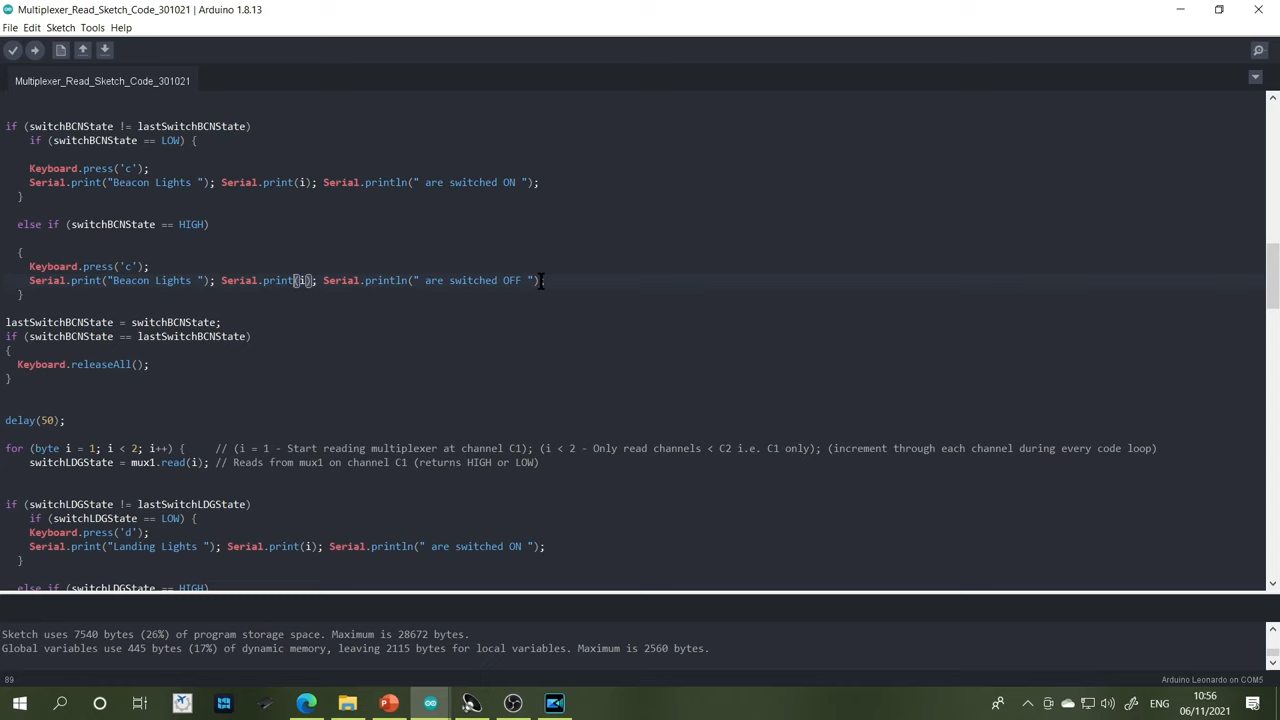 Multiplexer_Read_Sketch_Code_301021 | Arduino 1.8.13
File Edit Sketch Tools Help
Multiplexer_Read_Sketch_Code_301021
if (switchBCNState != lastSwitchBCNState)
if (switchBCNState == LOW) {
Keyboard.press('c');
Serial.print("Beacon Lights "); Serial.print(i); Serial.println(" are switched ON ");
}
else if (switchBCNState == HIGH)
{
Keyboard.press('c');
Serial.print("Beacon Lights "); Serial.print(i); Serial.println(" are switched OFF ");
}
lastSwitchBCNState = switchBCNState;
if (switchBCNState == lastSwitchBCNState)
{
Keyboard.releaseAll();
}
delay(50);
for (byte i = 1; i < 2; i++) { // (i = 1 - Start reading multiplexer at channel C1); (i < 2 - Only read channels < C2 i.e. C1 only); (increment through each channel during every code loop)
switchLDGState = mux1.read(i); // Reads from mux1 on channel C1 (returns HIGH or LOW)
if (switchLDGState != lastSwitchLDGState)
if (switchLDGState == LOW) {
Keyboard.press('d');
Serial.print("Landing Lights "); Serial.print(i); Serial.println(" are switched ON ");
}
else if (switchLDGState == HIGH)
Sketch uses 7540 bytes (26%) of program storage space. Maximum is 28672 bytes.
Global variables use 445 bytes (17%) of dynamic memory, leaving 2115 bytes for local variables. Maximum is 2560 bytes.
89
Arduino Leonardo on COM5
ENG
10:56
06/11/2021